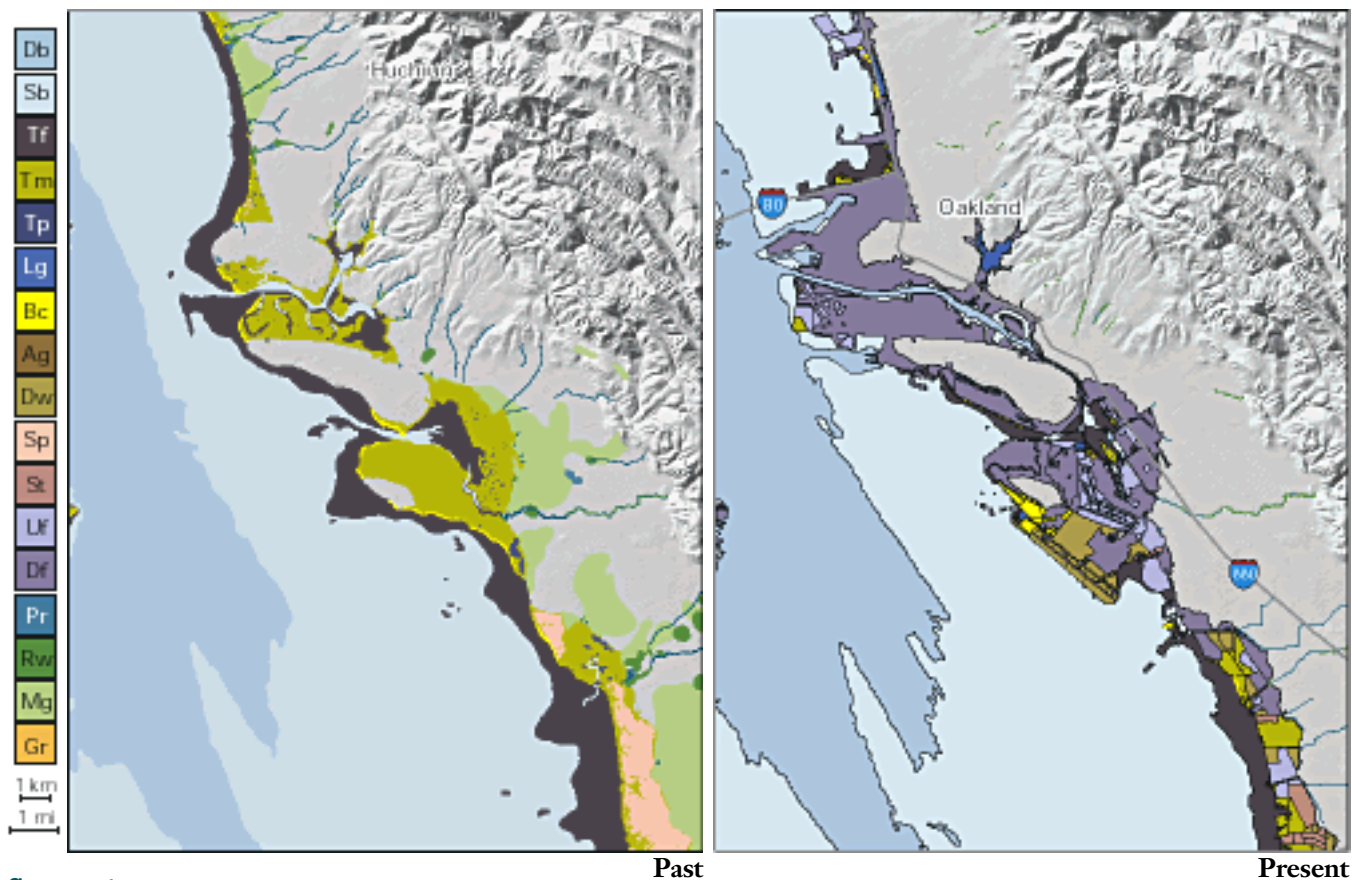 Db
Sb
Tf
Tm
Tp
Lg
Bc
Ag
Dw
Sp
St
Uf
Df
Pr
Rw
Mg
Gr
1 km
1 mi
Huchiun
Past
80
Oakland
880
Present